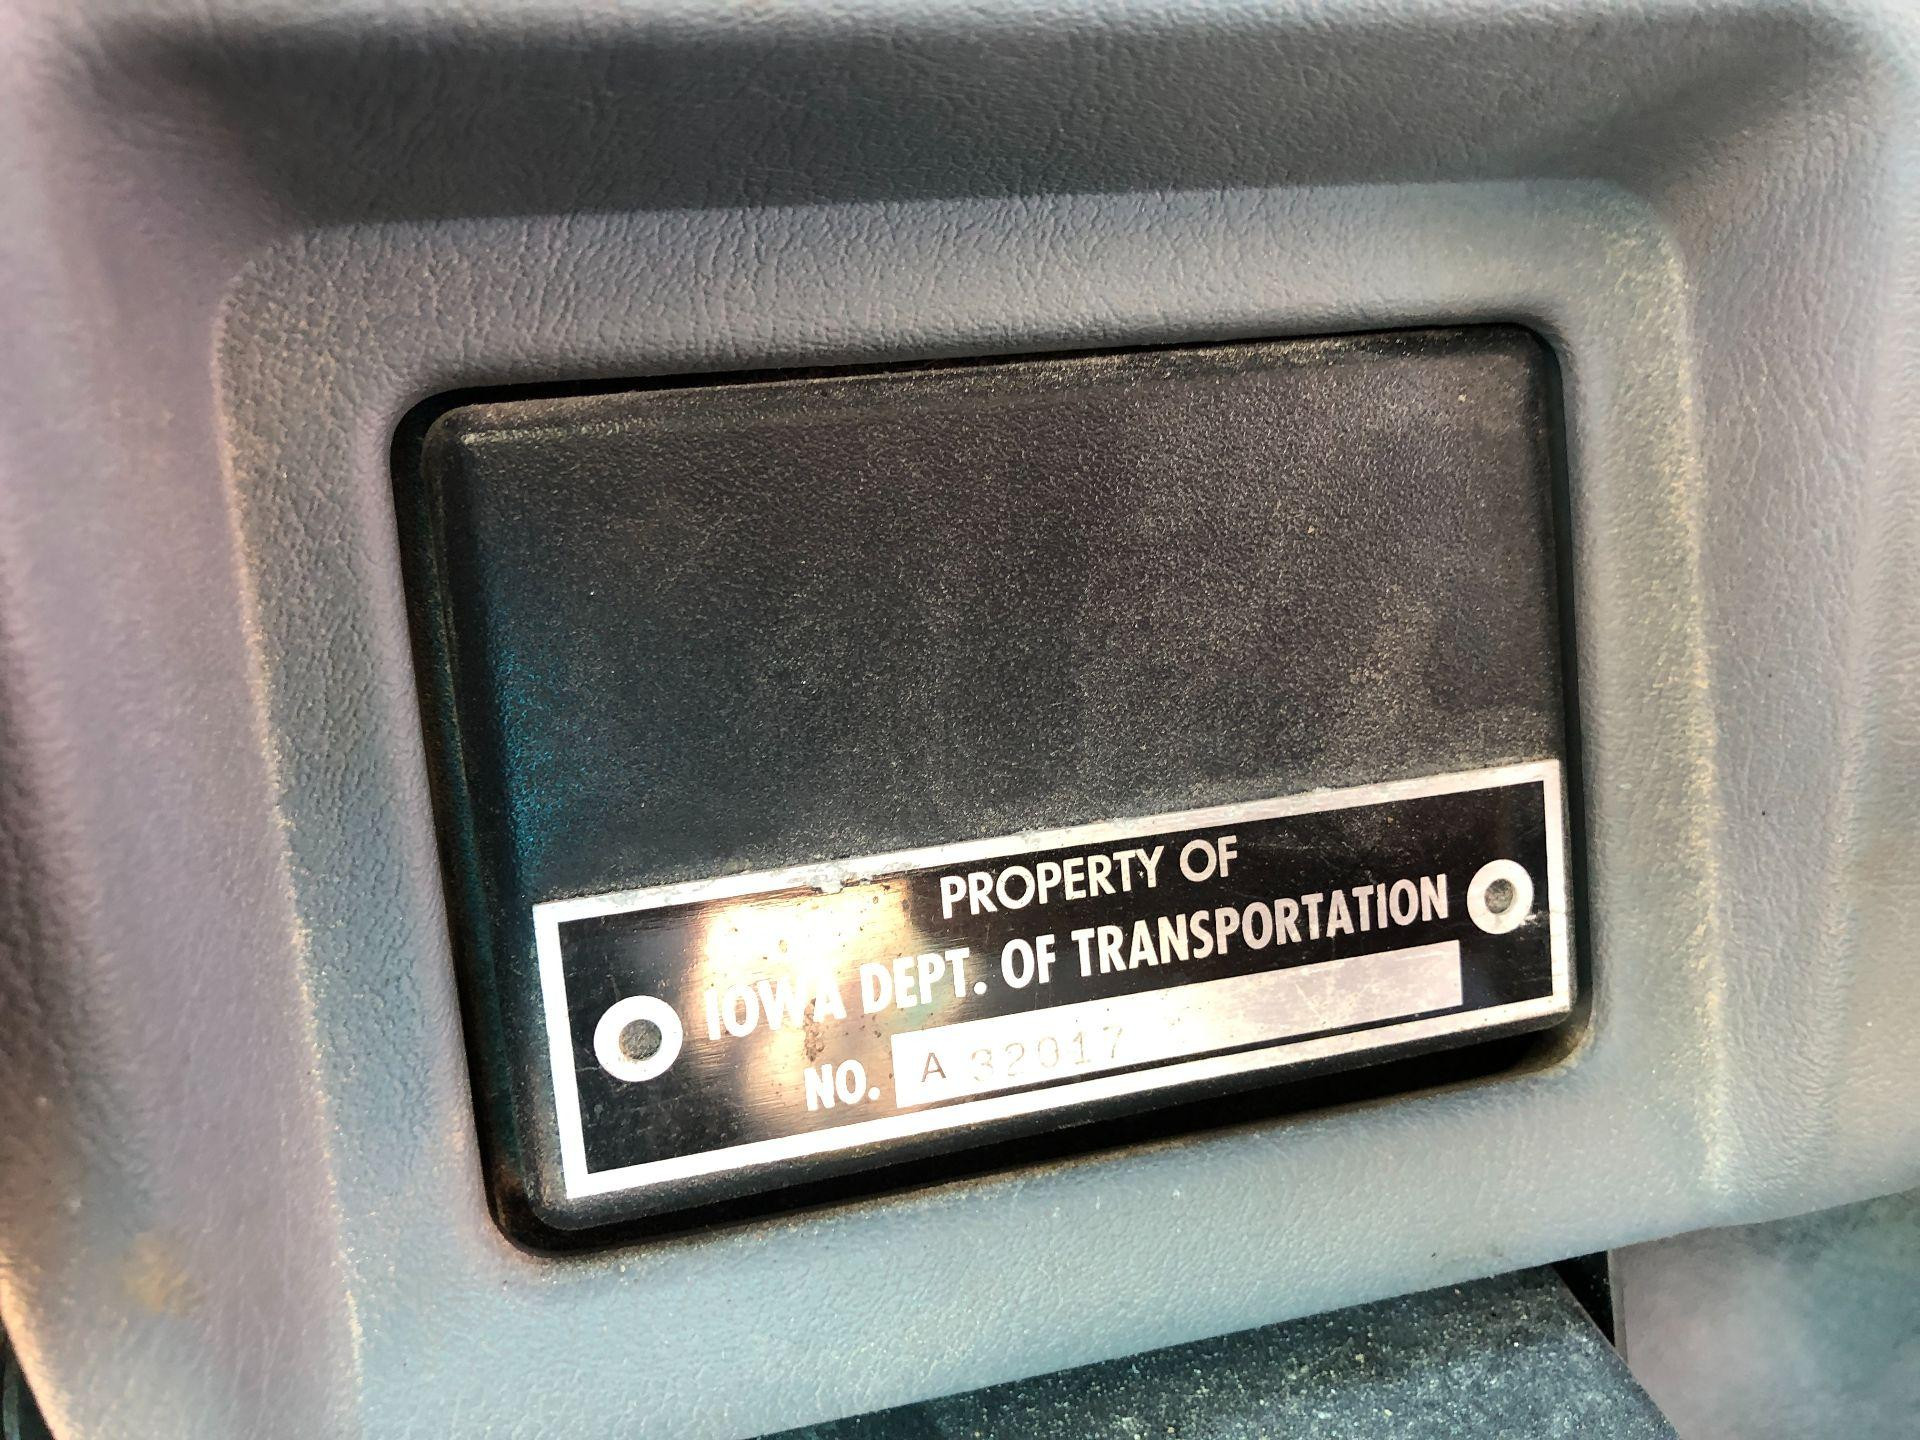 PROPERTY OF
IOWA DEPT. OF TRANSPORTATION
NO. A 32017